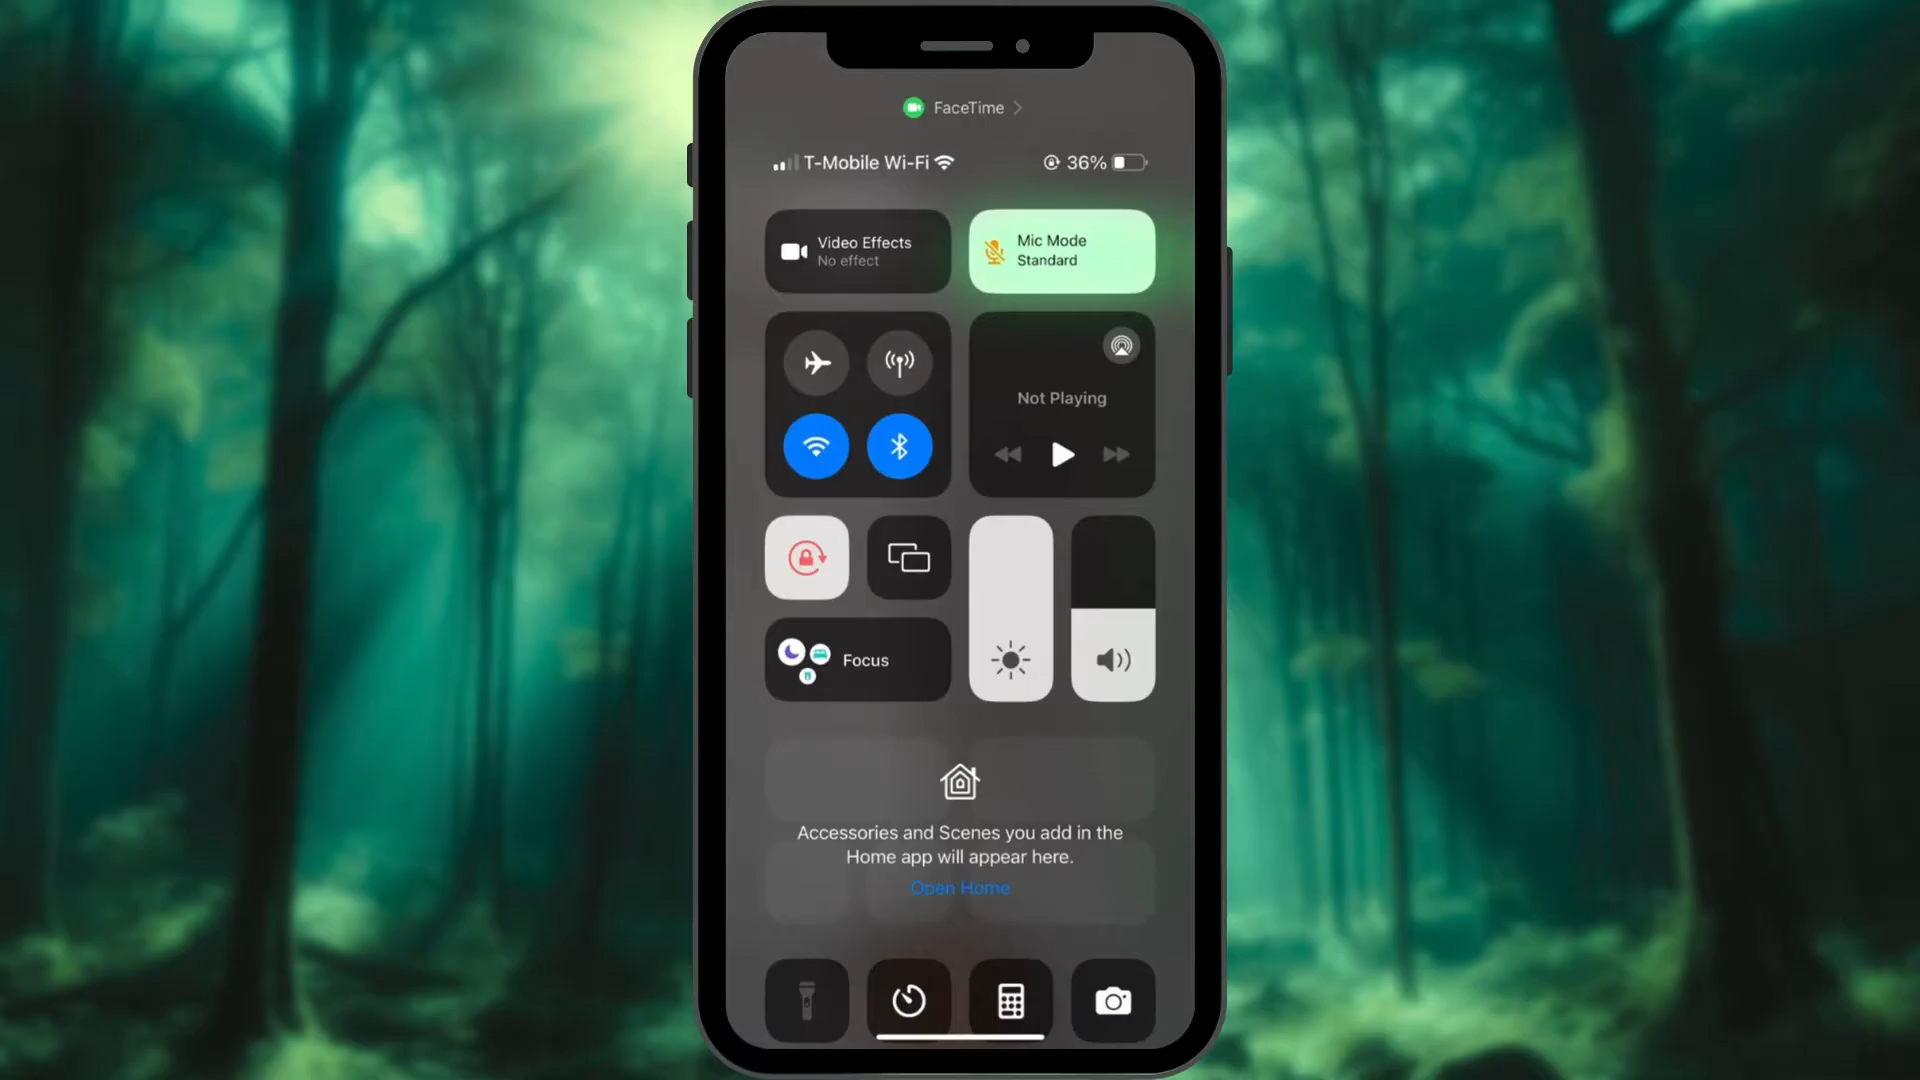 FaceTime
T-Mobile Wi-Fi 36%
Video Effects
No effect
Mic Mode
Standard
Not Playing
Focus
Accessories and Scenes you add in the
Home app will appear here.
Open Home